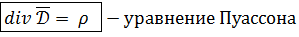 div D̅ = ρ – уравнение Пуассона